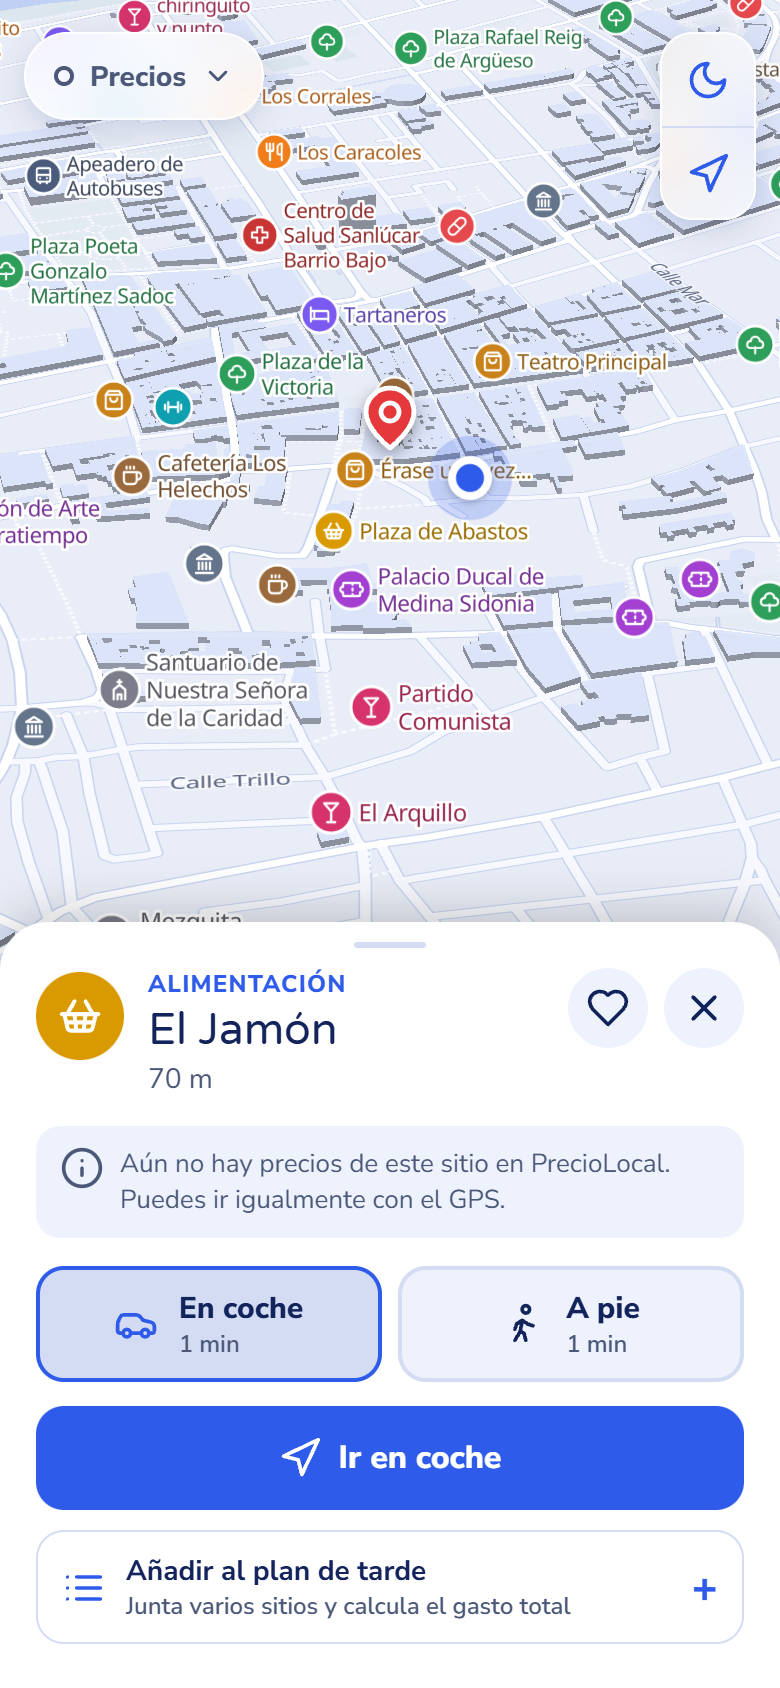 chiringuito
y punto
Plaza Rafael Reig
de Argüeso
Precios
Los Corrales
Los Caracoles
Apeadero de
Autobuses
Centro de
Salud Sanlúcar
Barrio Bajo
Plaza Poeta
Gonzalo
Martínez Sadoc
Calle Mar
Tartaneros
Plaza de la
Victoria
Teatro Principal
Cafetería Los
Helechos
Érase u vez...
ón de Arte
ratiempo
Plaza de Abastos
Palacio Ducal de
Medina Sidonia
Santuario de
Nuestra Señora
de la Caridad
Partido
Comunista
Calle Trillo
El Arquillo
Mezquita
ALIMENTACIÓN
El Jamón
70 m
Aún no hay precios de este sitio en PrecioLocal.
Puedes ir igualmente con el GPS.
En coche
1 min
A pie
1 min
Ir en coche
Añadir al plan de tarde
Junta varios sitios y calcula el gasto total
+